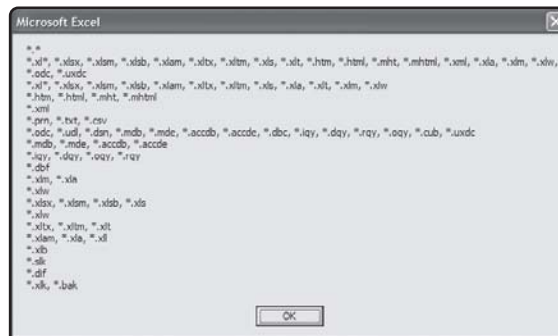 Microsoft Excel
*.*
*.xl*, *.xlsx, *.xlsm, *.xlsb, *.xlam, *.xltx, *.xltm, *.xls, *.xlt, *.htm, *.html, *.mht, *.mhtml, *.xml, *.xla, *.xlm, *.xlw,
*.odc, *.uxdc
*.xl*, *.xlsx, *.xlsm, *.xlsb, *.xlam, *.xltx, *.xltm, *.xls, *.xla, *.xlt, *.xlm, *.xlw
*.htm, *.html, *.mht, *.mhtml
*.xml
*.prn, *.txt, *.csv
*.odc, *.udl, *.dsn, *.mdb, *.mde, *.accdb, *.accde, *.dbc, *.iqy, *.dqy, *.rqy, *.oqy, *.cub, *.uxdc
*.mdb, *.mde, *.accdb, *.accde
*.iqy, *.dqy, *.oqy, *.rqy
*.dbf
*.xlm, *.xla
*.xlw
*.xlsx, *.xlsm, *.xlsb, *.xls
*.xlw
*.xltx, *.xltm, *.xlt
*.xlam, *.xla, *.xll
*.xlb
*.slk
*.dif
*.xlk, *.bak
OK